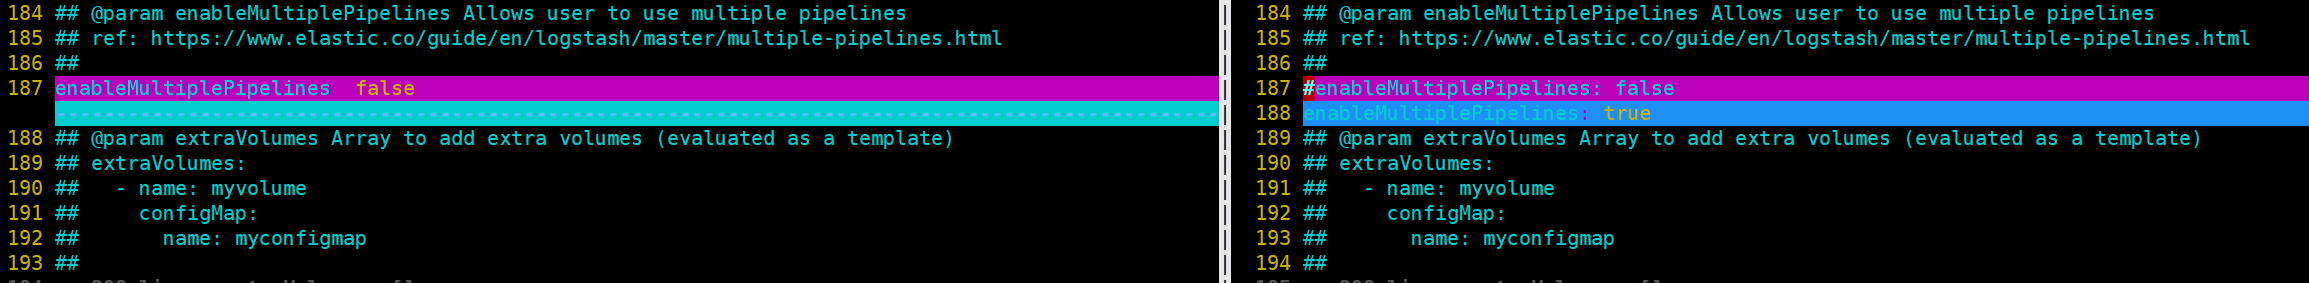 184 ## @param enableMultiplePipelines Allows user to use multiple pipelines
185 ## ref: https://www.elastic.co/guide/en/logstash/master/multiple-pipelines.html
186 ##
187 enableMultiplePipelines  false
--------------------------------------------------------------------------------------------------
188 ## @param extraVolumes Array to add extra volumes (evaluated as a template)
189 ## extraVolumes:
190 ##   - name: myvolume
191 ##     configMap:
192 ##       name: myconfigmap
193 ##
184 ## @param enableMultiplePipelines Allows user to use multiple pipelines
185 ## ref: https://www.elastic.co/guide/en/logstash/master/multiple-pipelines.html
186 ##
187 #enableMultiplePipelines: false
188 enableMultiplePipelines: true
189 ## @param extraVolumes Array to add extra volumes (evaluated as a template)
190 ## extraVolumes:
191 ##   - name: myvolume
192 ##     configMap:
193 ##       name: myconfigmap
194 ##